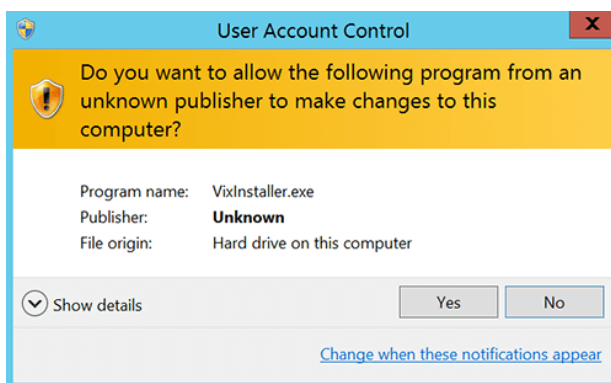 User Account Control
X
Do you want to allow the following program from an
unknown publisher to make changes to this
computer?
Program name: VixInstaller.exe
Publisher: Unknown
File origin: Hard drive on this computer
Show details
Yes
No
Change when these notifications appear